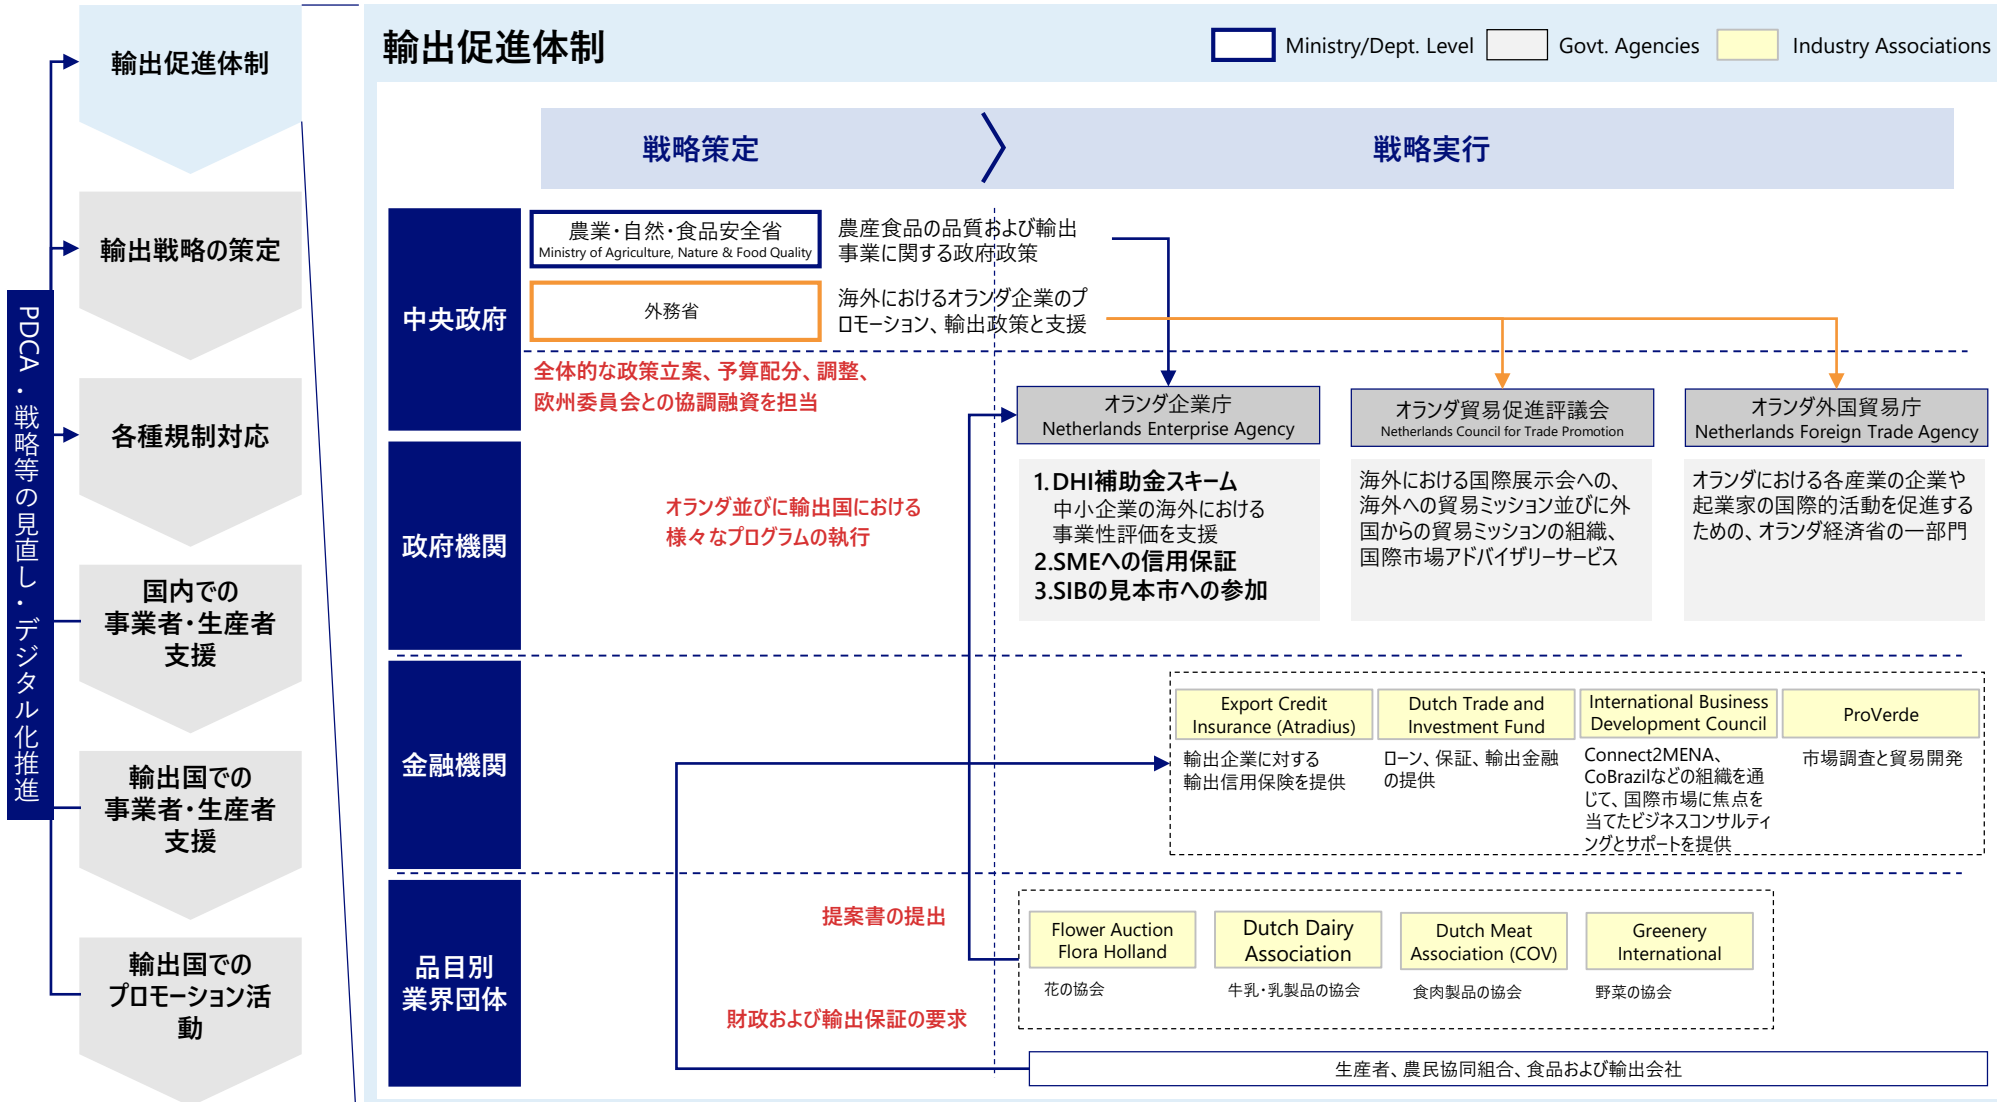 輸出促進体制
輸出戦略の策定
各種規制対応
国内での
事業者・生産者
支援
輸出国での
事業者・生産者
支援
輸出国での
プロモーション活
動
PDCA・戦略等の見直し・デジタル化推進
輸出促進体制
Ministry/Dept. Level
Govt. Agencies
Industry Associations
戦略策定
戦略実行
中央政府
農業・自然・食品安全省
Ministry of Agriculture, Nature & Food Quality
農産食品の品質および輸出
事業に関する政府政策
外務省
海外におけるオランダ企業のプ
ロモーション、輸出政策と支援
全体的な政策立案、予算配分、調整、
欧州委員会との協調融資を担当
オランダ企業庁
Netherlands Enterprise Agency
オランダ貿易促進評議会
Netherlands Council for Trade Promotion
オランダ外国貿易庁
Netherlands Foreign Trade Agency
政府機関
オランダ並びに輸出国における
様々なプログラムの執行
1.DHI補助金スキーム
中小企業の海外における
事業性評価を支援
2.SMEへの信用保証
3.SIBの見本市への参加
海外における国際展示会への、
海外への貿易ミッション並びに外
国からの貿易ミッションの組織、
国際市場アドバイザリーサービス
オランダにおける各産業の企業や
起業家の国際的活動を促進する
ための、オランダ経済省の一部門
金融機関
Export Credit
Insurance (Atradius)
輸出企業に対する
輸出信用保険を提供
Dutch Trade and
Investment Fund
ローン、保証、輸出金融
の提供
International Business
Development Council
Connect2MENA、
CoBrazilなどの組織を通
じて、国際市場に焦点を
当てたビジネスコンサルティ
ングとサポートを提供
ProVerde
市場調査と貿易開発
品目別
業界団体
提案書の提出
Flower Auction
Flora Holland
花の協会
Dutch Dairy
Association
牛乳・乳製品の協会
Dutch Meat
Association (COV)
食肉製品の協会
Greenery
International
野菜の協会
財政および輸出保証の要求
生産者、農民協同組合、食品および輸出会社